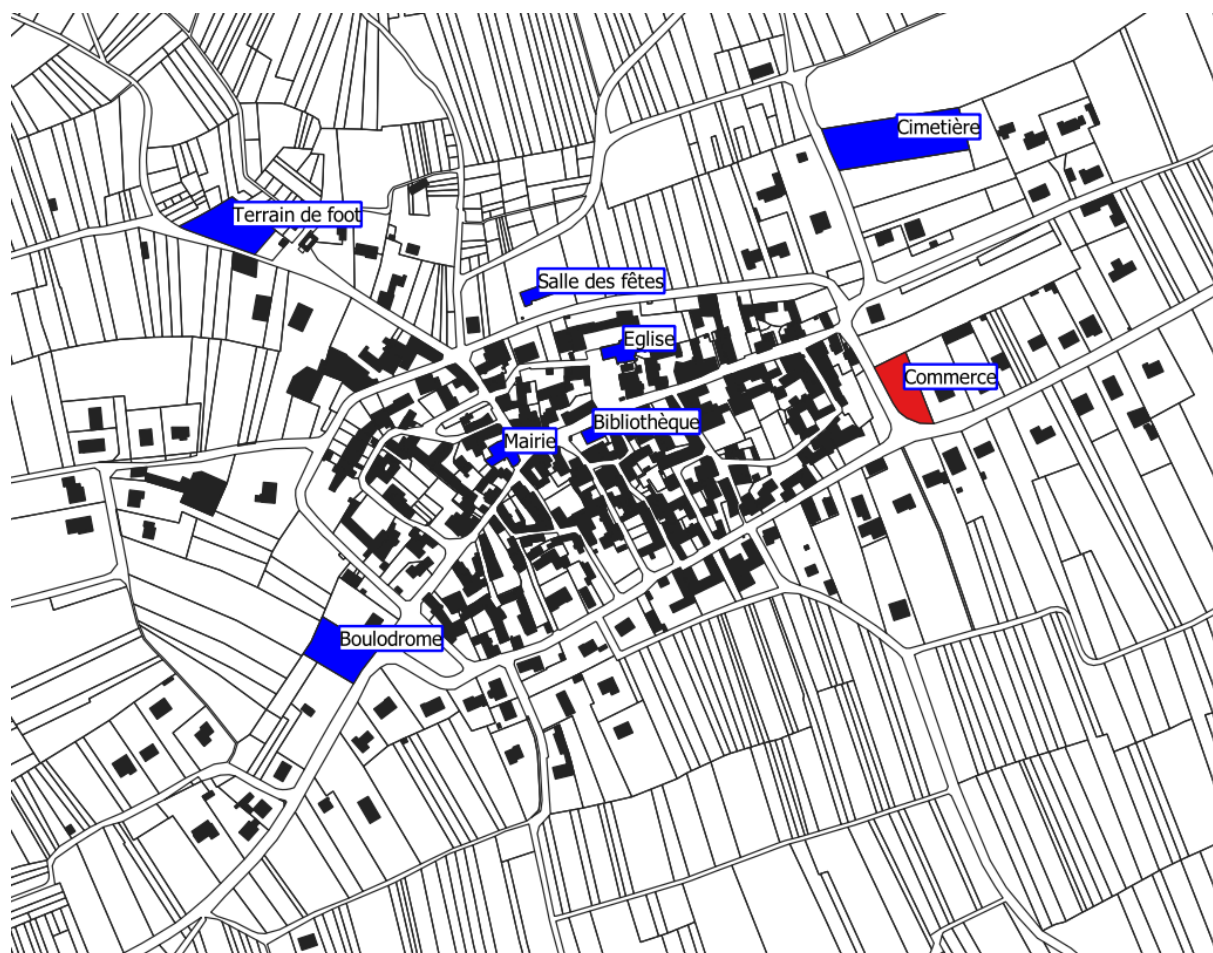 Cimetière
Terrain de foot
Salle des fêtes
Eglise
Commerce
Bibliothèque
Mairie
Boulodrome